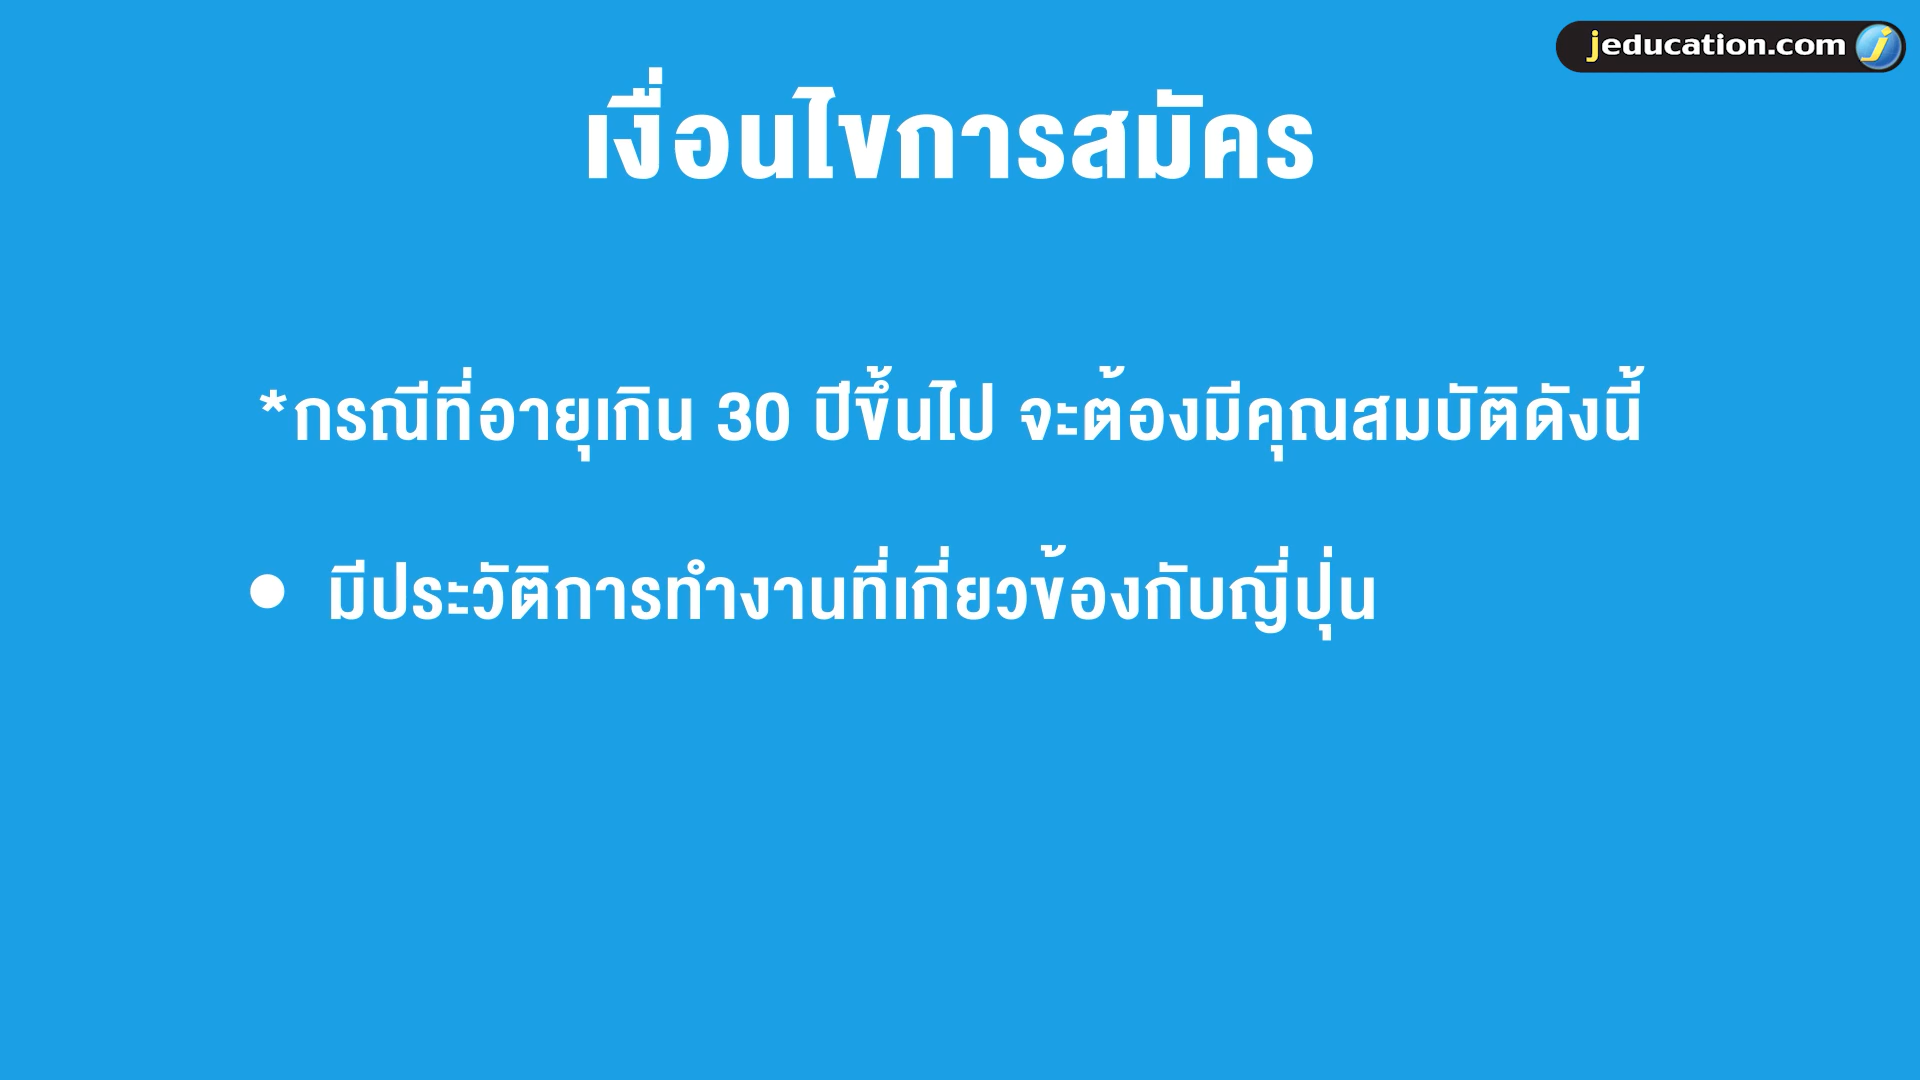 jeducation.com
เงื่อนไขการสมัคร
*กรณีที่อายุเกิน 30 ปีขึ้นไป จะต้องมีคุณสมบัติดังนี้
● มีประวัติการทำงานที่เกี่ยวข้องกับญี่ปุ่น